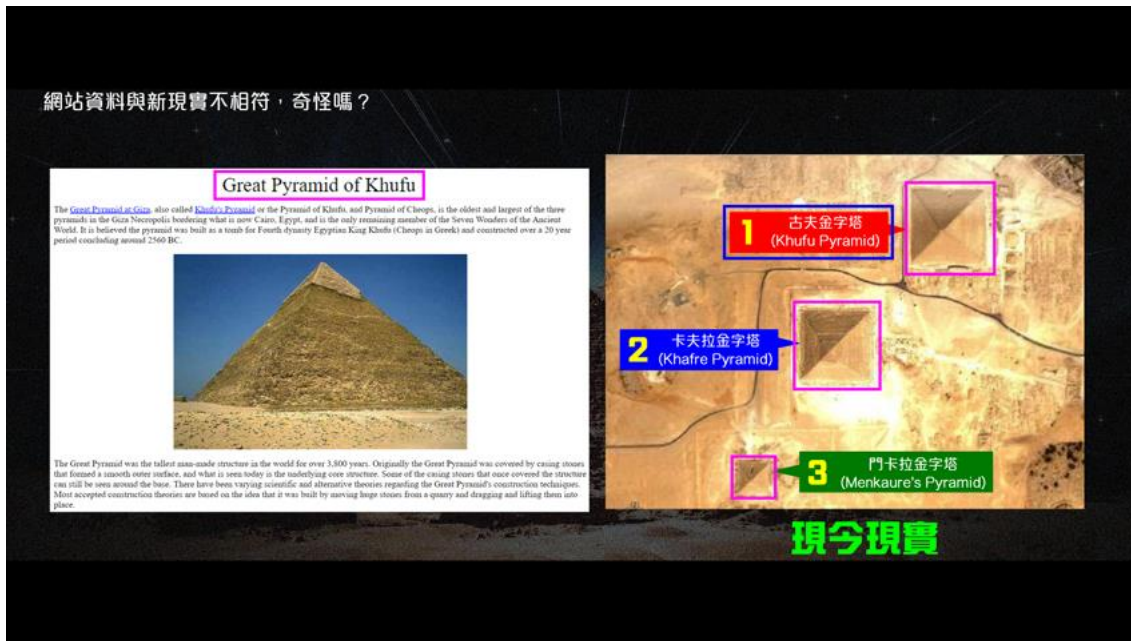 網站資料與新現實不相符，奇怪嗎？
Great Pyramid of Khufu
The Great Pyramid at Giza, also called Khufu's Pyramid or the Pyramid of Khufu, and Pyramid of Cheops, is the oldest and largest of the three
pyramids in the Giza Necropolis bordering what is now Cairo, Egypt, and is the only remaining member of the Seven Wonders of the Ancient
World. It is believed the pyramid was built as a tomb for Fourth dynasty Egyptian King Khufu (Cheops in Greek) and constructed over a 20 year
period concluding around 2560 BC.
The Great Pyramid was the tallest man-made structure in the world for over 3,800 years. Originally the Great Pyramid was covered by casing stones
that formed a smooth outer surface, and what is seen today is the underlying core structure. Some of the casing stones that once covered the structure
can still be seen around the base. There have been varying scientific and alternative theories regarding the Great Pyramid's construction techniques.
Most accepted construction theories are based on the idea that it was built by moving huge stones from a quarry and dragging and lifting them into
place.
1 古夫金字塔
(Khufu Pyramid)
2 卡夫拉金字塔
(Khafre Pyramid)
3 門卡拉金字塔
(Menkaure's Pyramid)
現今現實